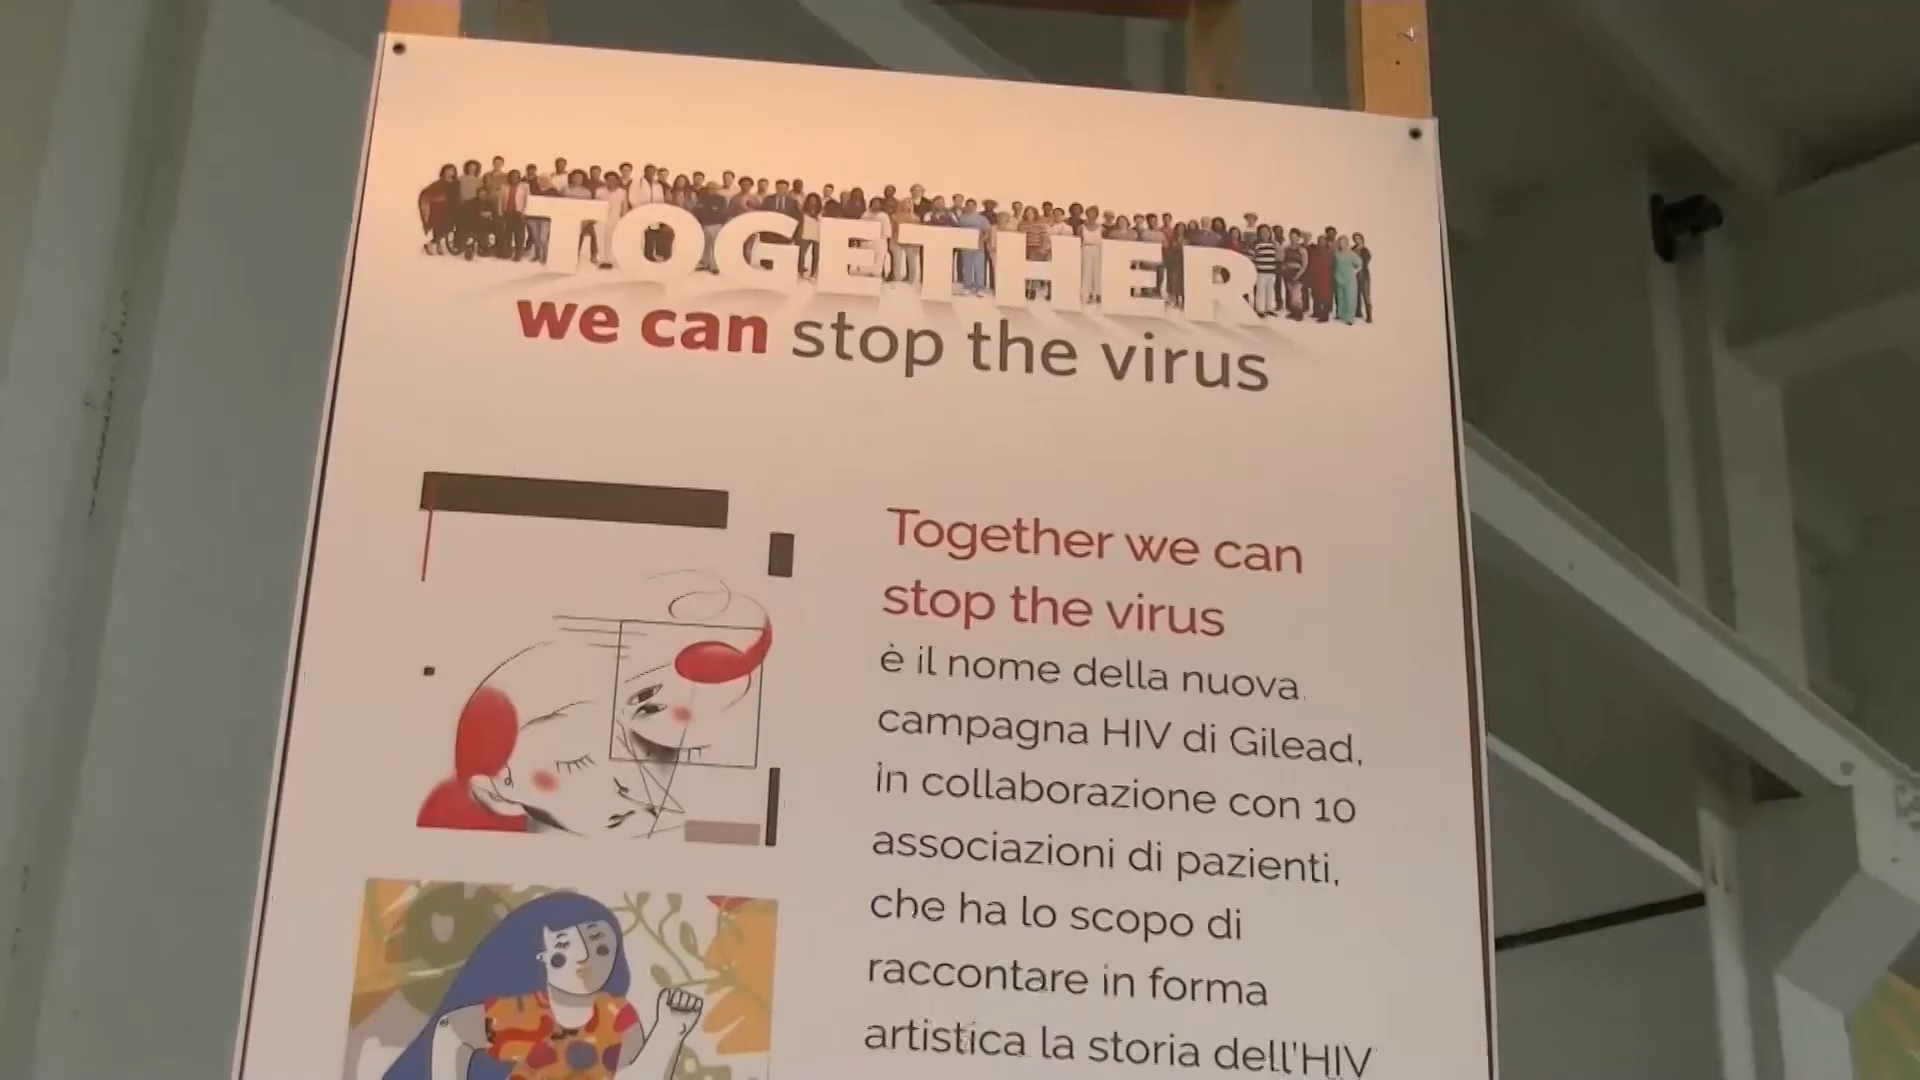 TOGETHER
we can stop the virus
Together we can
stop the virus
è il nome della nuova
campagna HIV di Gilead,
in collaborazione con 10
associazioni di pazienti,
che ha lo scopo di
raccontare in forma
artistica la storia dell'HIV